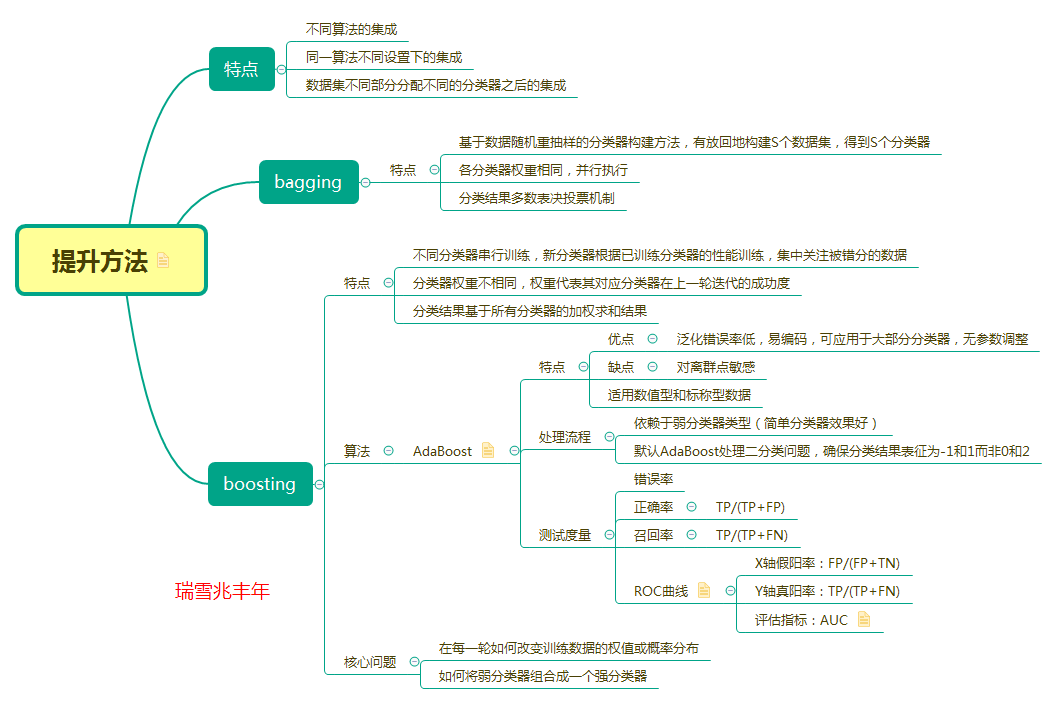 提升方法
特点
不同算法的集成
同一算法不同设置下的集成
数据集不同部分分配不同的分类器之后的集成
bagging
特点
基于数据随机重抽样的分类器构建方法，有放回地构建S个数据集，得到S个分类器
各分类器权重相同，并行执行
分类结果多数表决投票机制
boosting
特点
不同分类器串行训练，新分类器根据已训练分类器的性能训练，集中关注被错分的数据
分类器权重不相同，权重代表其对应分类器在上一轮迭代的成功度
分类结果基于所有分类器的加权求和结果
算法
AdaBoost
特点
优点
泛化错误率低，易编码，可应用于大部分分类器，无参数调整
缺点
对离群点敏感
适用数值型和标称型数据
处理流程
依赖于弱分类器类型（简单分类器效果好）
默认AdaBoost处理二分类问题，确保分类结果表征为-1和1而非0和2
测试度量
错误率
正确率
TP/(TP+FP)
召回率
TP/(TP+FN)
ROC曲线
X轴假阳率：FP/(FP+TN)
Y轴真阳率：TP/(TP+FN)
评估指标：AUC
核心问题
在每一轮如何改变训练数据的权值或概率分布
如何将弱分类器组合成一个强分类器
瑞雪兆丰年